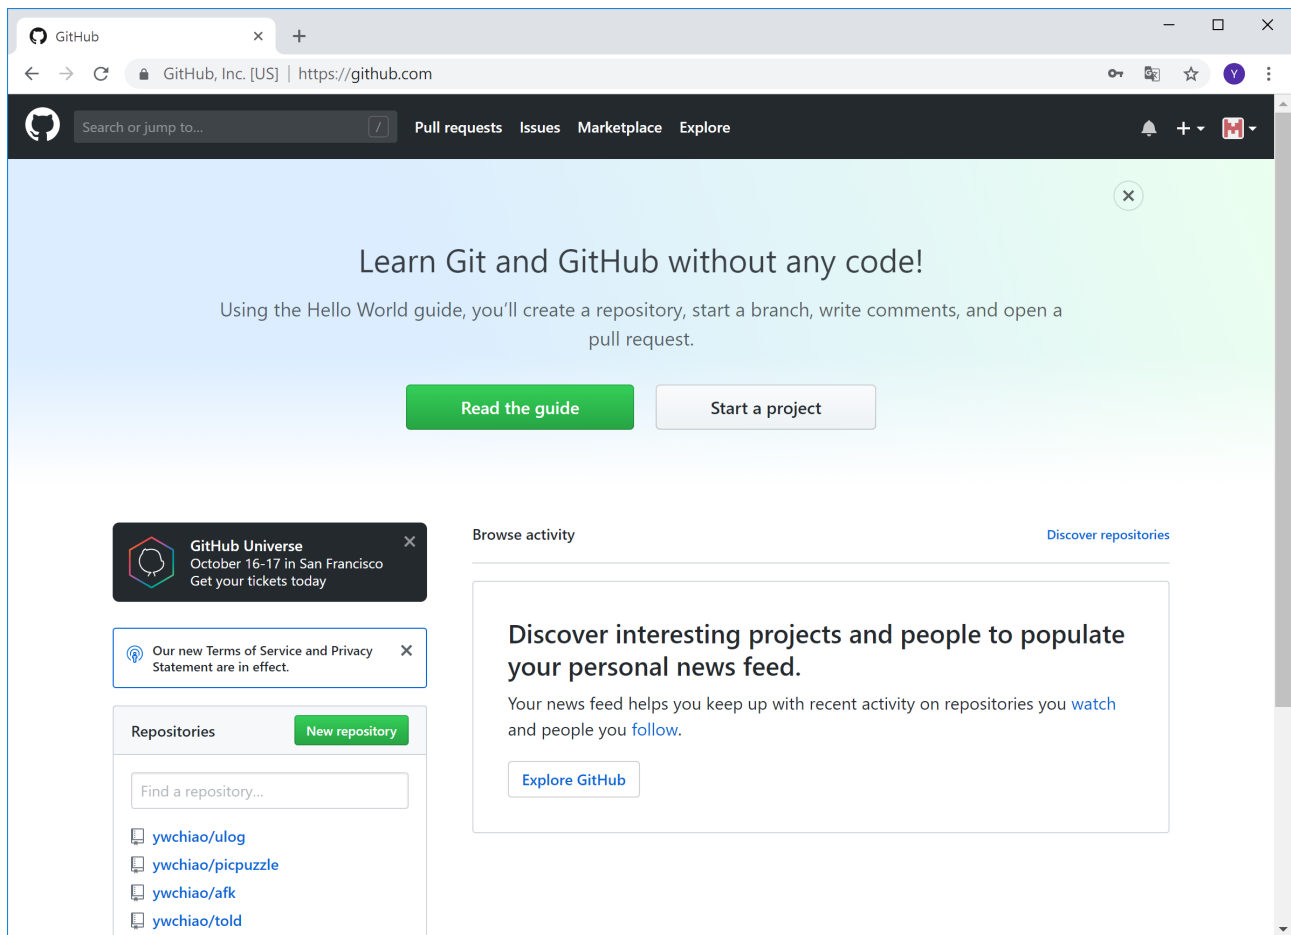 GitHub
GitHub, Inc. [US] | https://github.com
Y
Search or jump to...
/
Pull requests Issues Marketplace Explore
Learn Git and GitHub without any code!
Using the Hello World guide, you’ll create a repository, start a branch, write comments, and open a
pull request.
Read the guide
Start a project
GitHub Universe
October 16-17 in San Francisco
Get your tickets today
Our new Terms of Service and Privacy
Statement are in effect.
Repositories
New repository
Find a repository...
ywchiao/ulog
ywchiao/picpuzzle
ywchiao/afk
ywchiao/told
Browse activity
Discover repositories
Discover interesting projects and people to populate
your personal news feed.
Your news feed helps you keep up with recent activity on repositories you watch
and people you follow.
Explore GitHub